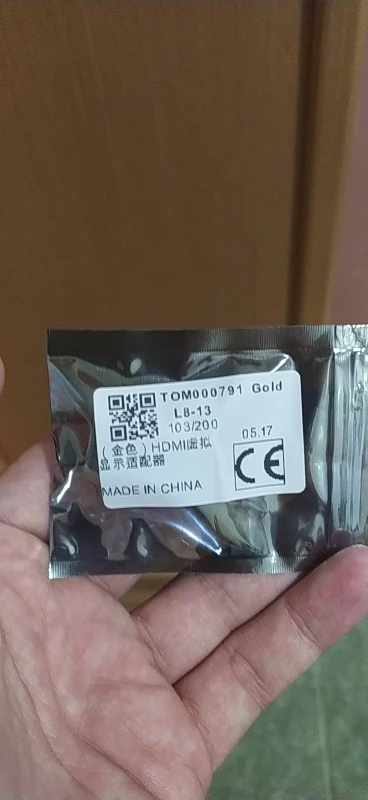 TOM000791 Gold
L8-13
103/200
05.17
（金色）HDMI虚拟
显示适配器
CE
MADE IN CHINA